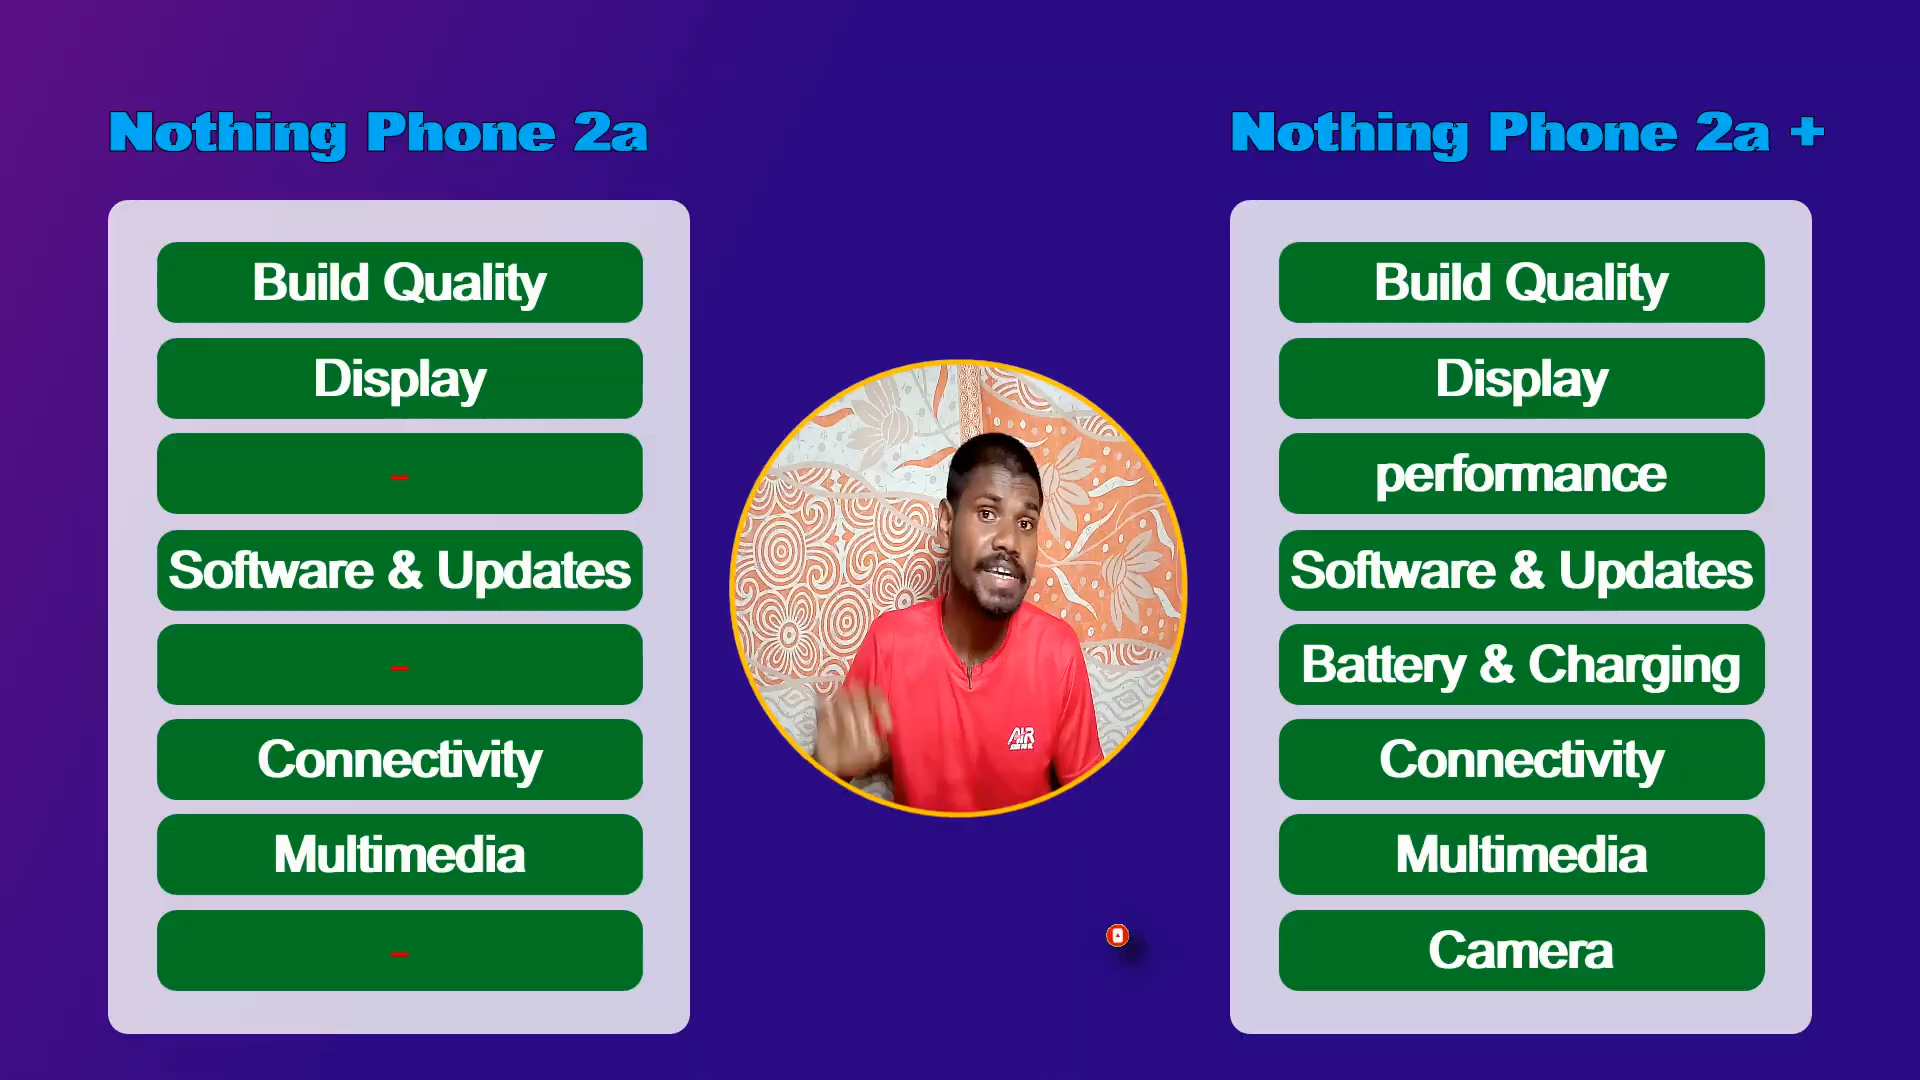 Nothing Phone 2a
Build Quality
Display
-
Software & Updates
-
Connectivity
Multimedia
-
Nothing Phone 2a +
Build Quality
Display
performance
Software & Updates
Battery & Charging
Connectivity
Multimedia
Camera
AIR